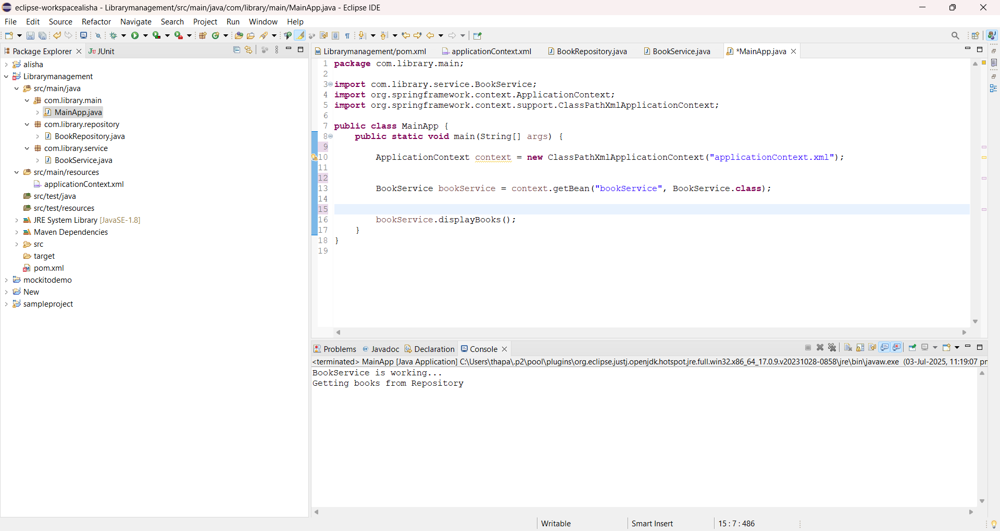 eclipse-workspacealisha - Librarymanagement/src/main/java/com/library/main/MainApp.java - Eclipse IDE
File Edit Source Refactor Navigate Search Project Run Window Help
Package Explorer JUnit
alisha
Librarymanagement
src/main/java
com.library.main
MainApp.java
com.library.repository
BookRepository.java
com.library.service
BookService.java
src/main/resources
applicationContext.xml
src/test/java
src/test/resources
JRE System Library [JavaSE-1.8]
Maven Dependencies
src
target
pom.xml
mockitodemo
New
sampleproject
Librarymanagement/pom.xml applicationContext.xml BookRepository.java BookService.java *MainApp.java
1 package com.library.main;
2
3 import com.library.service.BookService;
4 import org.springframework.context.ApplicationContext;
5 import org.springframework.context.support.ClassPathXmlApplicationContext;
6
7 public class MainApp {
8 public static void main(String[] args) {
9
10 ApplicationContext context = new ClassPathXmlApplicationContext("applicationContext.xml");
11
12
13 BookService bookService = context.getBean("bookService", BookService.class);
14
15
16 bookService.displayBooks();
17 }
18 }
19
Problems Javadoc Declaration Console
<terminated> MainApp [Java Application] C:\Users\thapa\.p2\pool\plugins\org.eclipse.justj.openjdk.hotspot.jre.full.win32.x86_64_17.0.9.v20231028-0858\jre\bin\javaw.exe (03-Jul-2025, 11:19:07 pr
BookService is working...
Getting books from Repository
Writable Smart Insert 15 : 7 : 486